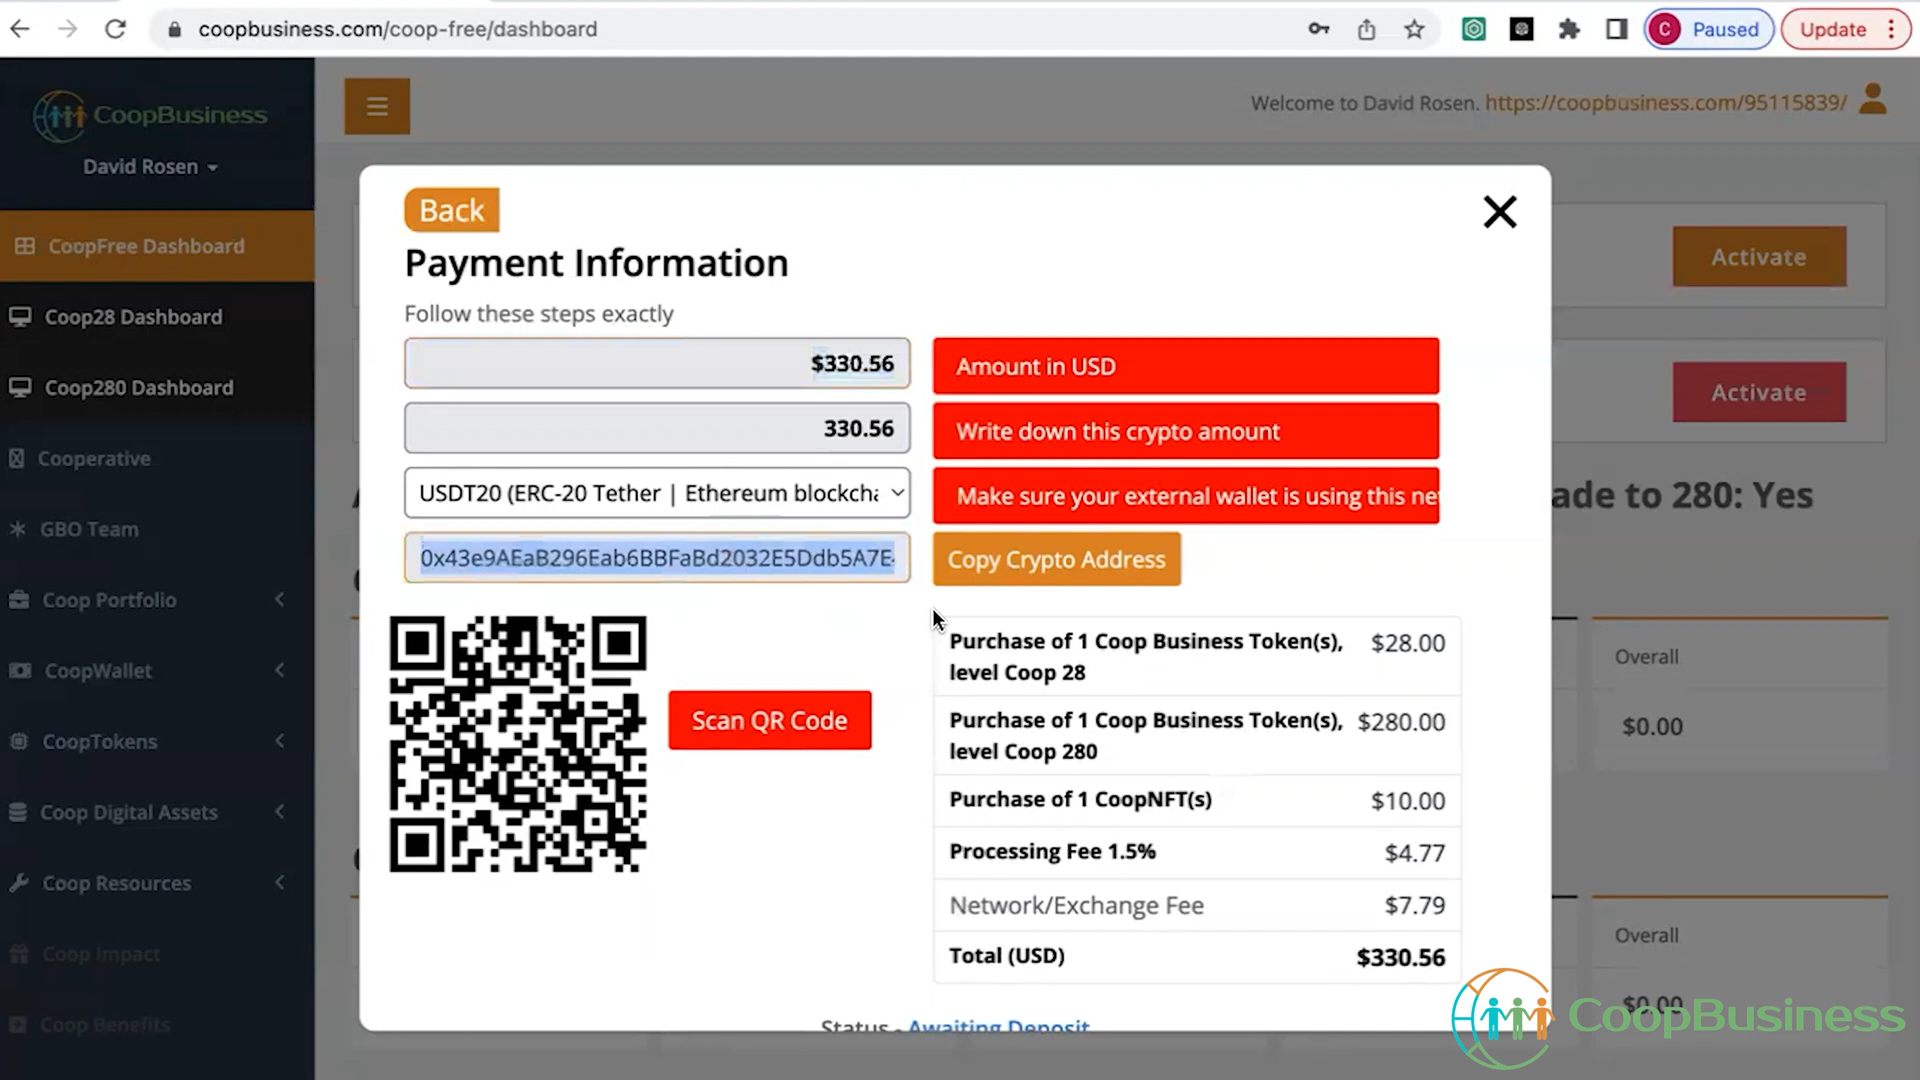 coopbusiness.com/coop-free/dashboard
C
Paused
Update
CoopBusiness
David Rosen
Welcome to David Rosen. https://coopbusiness.com/95115839/
CoopFree Dashboard
Coop28 Dashboard
Coop280 Dashboard
Cooperative
GBO Team
Coop Portfolio
CoopWallet
CoopTokens
Coop Digital Assets
Coop Resources
Coop Impact
Coop Benefits
Activate
Activate
ade to 280: Yes
Overall
$0.00
Overall
$0.00
Back
Payment Information
Follow these steps exactly
$330.56
Amount in USD
330.56
Write down this crypto amount
USDT20 (ERC-20 Tether | Ethereum blockcha
Make sure your external wallet is using this ne
0x43e9AEaB296Eab6BBFaBd2032E5Ddb5A7E
Copy Crypto Address
Scan QR Code
Purchase of 1 Coop Business Token(s),
level Coop 28
$28.00
Purchase of 1 Coop Business Token(s),
level Coop 280
$280.00
Purchase of 1 CoopNFT(s)
$10.00
Processing Fee 1.5%
$4.77
Network/Exchange Fee
$7.79
Total (USD)
$330.56
Status - Awaiting Deposit
CoopBusiness